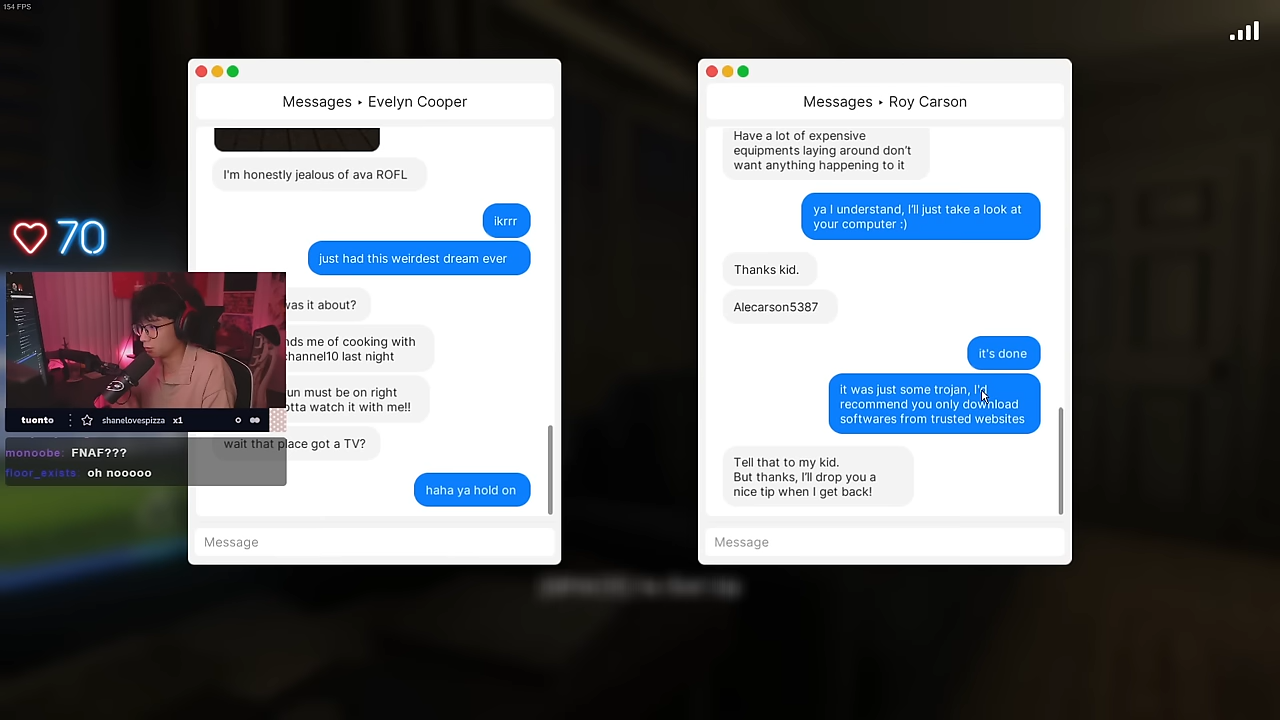 154 FPS
Messages ‣ Evelyn Cooper
I'm honestly jealous of ava ROFL
ikrrr
just had this weirdest dream ever
was it about?
nds me of cooking with
channel10 last night
un must be on right
otta watch it with me!!
wait that place got a TV?
haha ya hold on
Message
Messages ‣ Roy Carson
Have a lot of expensive
equipments laying around don't
want anything happening to it
ya I understand, I'll just take a look at
your computer :)
Thanks kid.
Alecarson5387
it's done
it was just some trojan, I'd
recommend you only download
softwares from trusted websites
Tell that to my kid.
But thanks, I'll drop you a
nice tip when I get back!
Message
70
tuonto
shanelovespizza x1
monoobe: FNAF???
floor_exists: oh nooooo